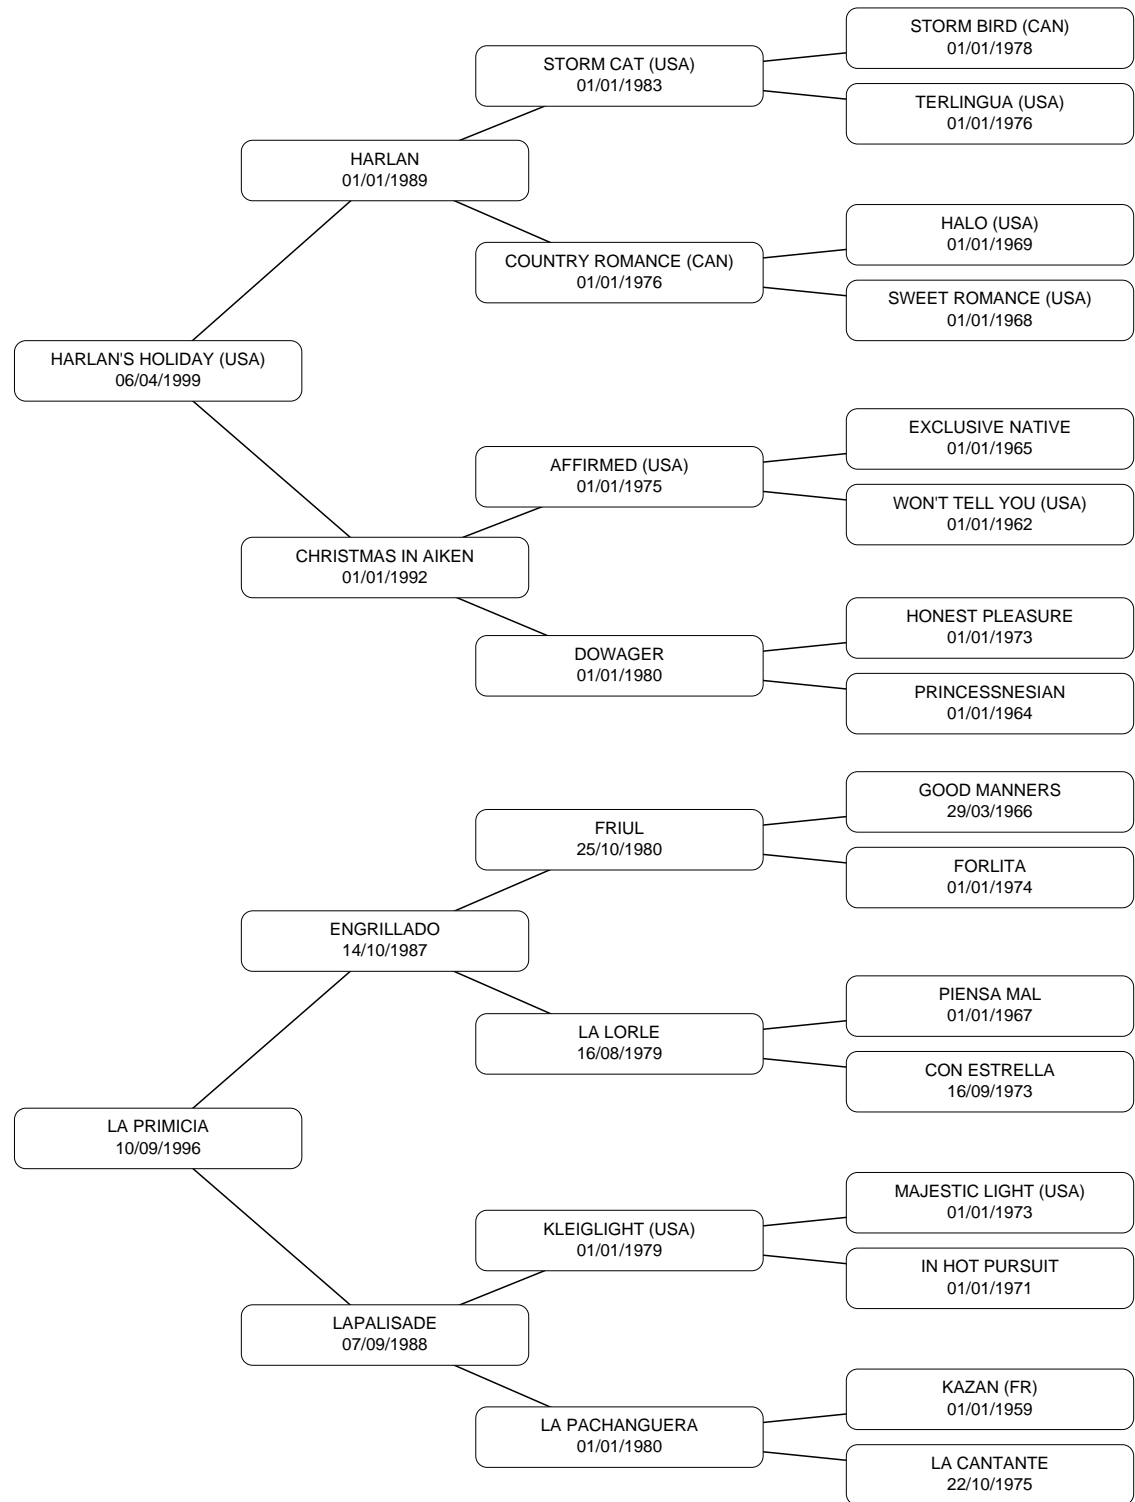 STORM BIRD (CAN)
01/01/1978
STORM CAT (USA)
01/01/1983
TERLINGUA (USA)
01/01/1976
HARLAN
01/01/1989
HALO (USA)
01/01/1969
COUNTRY ROMANCE (CAN)
01/01/1976
SWEET ROMANCE (USA)
01/01/1968
HARLAN'S HOLIDAY (USA)
06/04/1999
EXCLUSIVE NATIVE
01/01/1965
AFFIRMED (USA)
01/01/1975
WON'T TELL YOU (USA)
01/01/1962
CHRISTMAS IN AIKEN
01/01/1992
HONEST PLEASURE
01/01/1973
DOWAGER
01/01/1980
PRINCESSNESIAN
01/01/1964
GOOD MANNERS
29/03/1966
FRIUL
25/10/1980
FORLITA
01/01/1974
ENGRILLADO
14/10/1987
PIENSA MAL
01/01/1967
LA LORLE
16/08/1979
CON ESTRELLA
16/09/1973
LA PRIMICIA
10/09/1996
MAJESTIC LIGHT (USA)
01/01/1973
KLEIGLIGHT (USA)
01/01/1979
IN HOT PURSUIT
01/01/1971
LAPALISADE
07/09/1988
KAZAN (FR)
01/01/1959
LA PACHANGUERA
01/01/1980
LA CANTANTE
22/10/1975